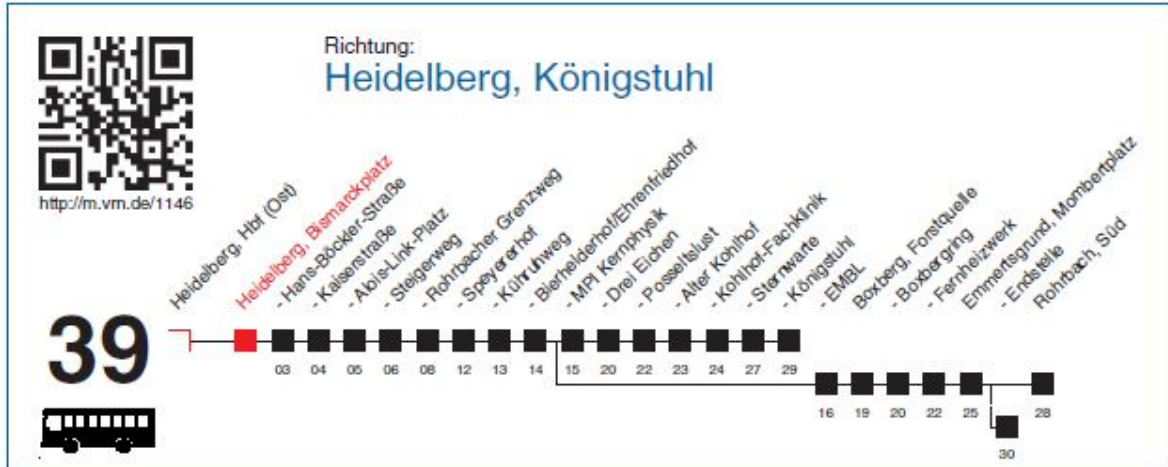 Richtung:
Heidelberg, Königstuhl
http://m.vrn.de/1146
39
Heidelberg, Hbf (Ost)
Heidelberg, Bismarckplatz
- Hans-Böckler-Straße
- Kaiserstraße
- Alois-Link-Platz
- Steigerweg
- Rohrbacher Grenzweg
- Speyererhof
- Kühruhweg
- Bierhelderhof/Ehrenfriedhof
- MPI Kernphysik
- Drei Eichen
- Posseltslust
- Alter Kohlhof
- Kohlhof-Fachklinik
- Sternwarte
- Königstuhl
- EMBL
Boxberg, Forstquelle
- Boxbergring
- Fernheizwerk
Emmertsgrund, Mombertplatz
- Endstelle
Rohrbach, Süd
03 04 05 06 08 12 13 14 15 20 22 23 24 27 29
16 19 20 22 25 28
30